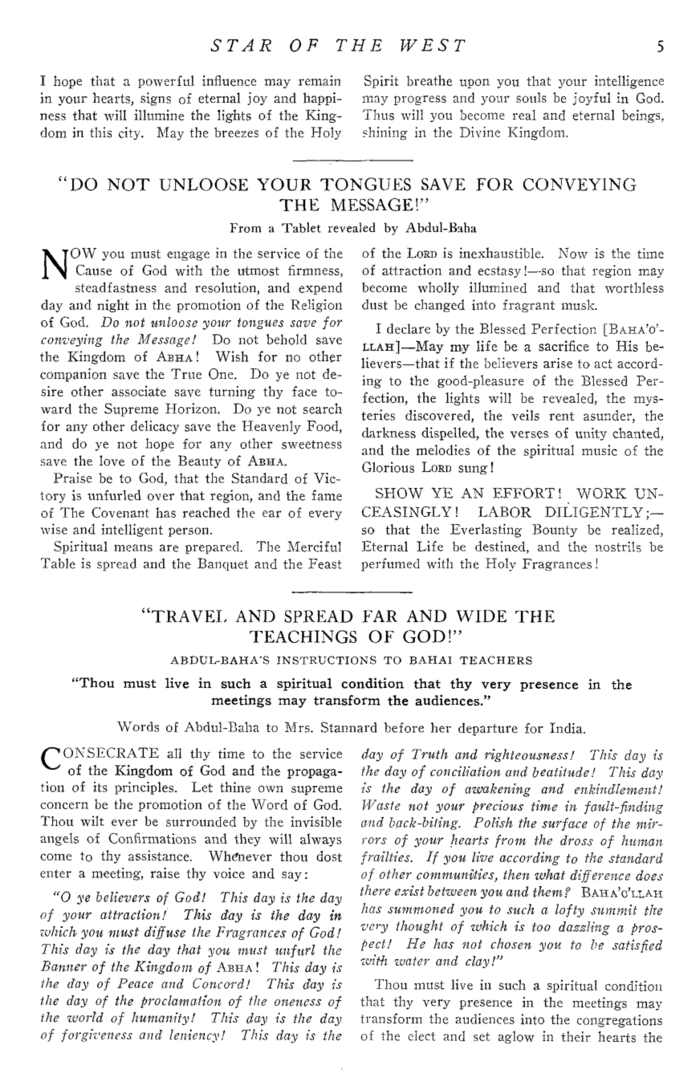 STAR OF THE WEST 5
I hope that a powerful influence may remain
in your hearts, signs of eternal joy and happi-
ness that will illumine the lights of the King-
dom in this city. May the breezes of the Holy
Spirit breathe upon you that your intelligence
may progress and your souls be joyful in God.
Thus will you become real and eternal beings,
shining in the Divine Kingdom.
"DO NOT UNLOOSE YOUR TONGUES SAVE FOR CONVEYING
THE MESSAGE!"
From a Tablet revealed by Abdul-Baha
NOW you must engage in the service of the
Cause of God with the utmost firmness,
steadfastness and resolution, and expend
day and night in the promotion of the Religion
of God. Do not unloose your tongues save for
conveying the Message! Do not behold save
the Kingdom of ABHA! Wish for no other
companion save the True One. Do ye not de-
sire other associate save turning thy face to-
ward the Supreme Horizon. Do ye not search
for any other delicacy save the Heavenly Food,
and do ye not hope for any other sweetness
save the love of the Beauty of ABHA.
Praise be to God, that the Standard of Vic-
tory is unfurled over that region, and the fame
of The Covenant has reached the ear of every
wise and intelligent person.
Spiritual means are prepared. The Merciful
Table is spread and the Banquet and the Feast
of the LORD is inexhaustible. Now is the time
of attraction and ecstasy!—so that region may
become wholly illumined and that worthless
dust be changed into fragrant musk.
I declare by the Blessed Perfection [BAHA'O'-
LLAH]—May my life be a sacrifice to His be-
lievers—that if the believers arise to act accord-
ing to the good-pleasure of the Blessed Per-
fection, the lights will be revealed, the mys-
teries discovered, the veils rent asunder, the
darkness dispelled, the verses of unity chanted,
and the melodies of the spiritual music of the
Glorious LORD sung!
SHOW YE AN EFFORT! WORK UN-
CEASINGLY! LABOR DILIGENTLY;—
so that the Everlasting Bounty be realized,
Eternal Life be destined, and the nostrils be
perfumed with the Holy Fragrances!
"TRAVEL AND SPREAD FAR AND WIDE THE
TEACHINGS OF GOD!"
ABDUL-BAHA'S INSTRUCTIONS TO BAHAI TEACHERS
"Thou must live in such a spiritual condition that thy very presence in the
meetings may transform the audiences."
Words of Abdul-Baha to Mrs. Stannard before her departure for India.
CONSECRATE all thy time to the service
of the Kingdom of God and the propaga-
tion of its principles. Let thine own supreme
concern be the promotion of the Word of God.
Thou wilt ever be surrounded by the invisible
angels of Confirmations and they will always
come to thy assistance. Whenever thou dost
enter a meeting, raise thy voice and say:
"O ye believers of God! This day is the day
of your attraction! This day is the day in
which you must diffuse the Fragrances of God!
This day is the day that you must unfurl the
Banner of the Kingdom of ABHA! This day is
the day of Peace and Concord! This day is
the day of the proclamation of the oneness of
the world of humanity! This day is the day
of forgiveness and leniency! This day is the
day of Truth and righteousness! This day is
the day of conciliation and beatitude! This day
is the day of awakening and enkindlement!
Waste not your precious time in fault-finding
and back-biting. Polish the surface of the mir-
rors of your hearts from the dross of human
frailties. If you live according to the standard
of other communities, then what difference does
there exist between you and them? BAHA'O'LLAH
has summoned you to such a lofty summit the
very thought of which is too dazzling a pros-
pect! He has not chosen you to be satisfied
with water and clay!"
Thou must live in such a spiritual condition
that thy very presence in the meetings may
transform the audiences into the congregations
of the elect and set aglow in their hearts the